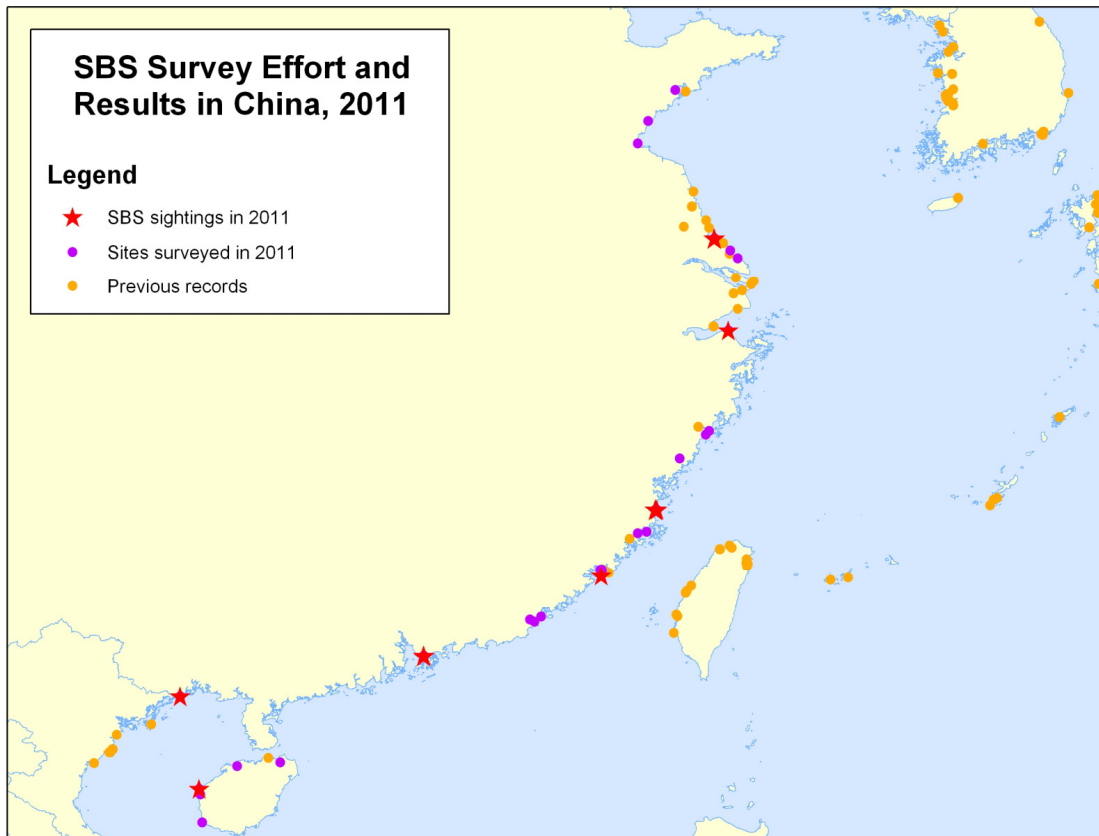 SBS Survey Effort and
Results in China, 2011
Legend
SBS sightings in 2011
Sites surveyed in 2011
Previous records